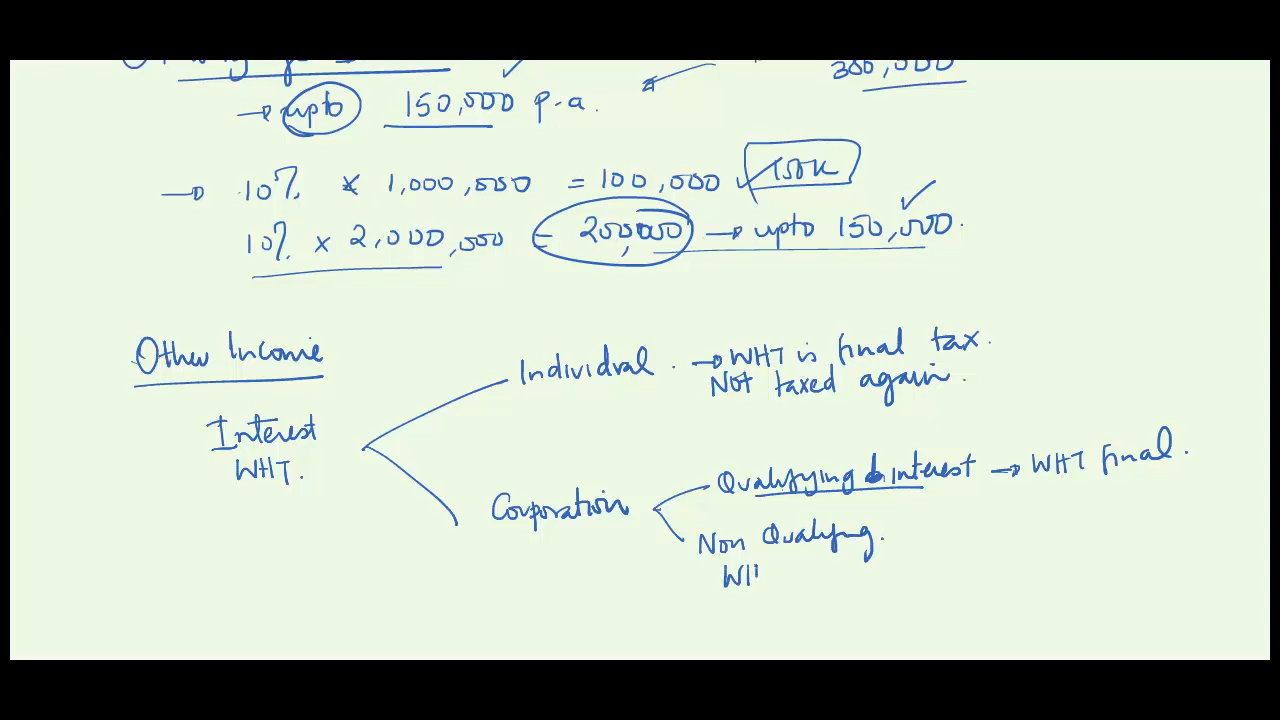 300,000
→ upto 150,000 p.a.
→ 10% × 1,000,000 = 100,000 ✓ 150K
10% × 2,000,000 = 200,000 → upto 150,000.
Other Income
Individual. → WHT is final tax.
Not taxed again.
Interest
WHT.
Qualifying Interest → WHT final.
Corporation
Non Qualifying.
WH